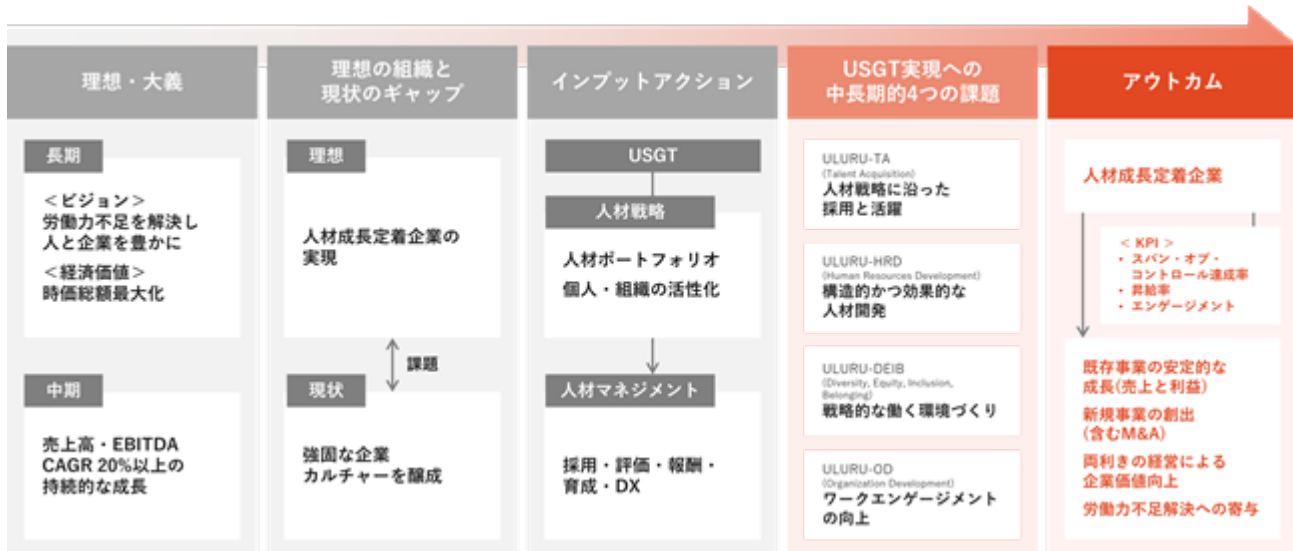 理想・大義
長期
＜ビジョン＞
労働力不足を解決し
人と企業を豊かに
＜経済価値＞
時価総額最大化
中期
売上高・EBITDA
CAGR 20%以上の
持続的な成長
理想の組織と
現状のギャップ
理想
人材成長定着企業の
実現
課題
現状
強固な企業
カルチャーを醸成
インプットアクション
USGT
人材戦略
人材ポートフォリオ
個人・組織の活性化
人材マネジメント
採用・評価・報酬・
育成・DX
USGT実現への
中長期的4つの課題
ULURU-TA
(Talent Acquisition)
人材戦略に沿った
採用と活躍
ULURU-HRD
(Human Resources Development)
構造的かつ効果的な
人材開発
ULURU-DEIB
(Diversity, Equity, Inclusion,
Belonging)
戦略的な働く環境づくり
ULURU-OD
(Organization Development)
ワークエンゲージメント
の向上
アウトカム
人材成長定着企業
＜KPI＞
・スパン・オブ・
コントロール達成率
・昇給率
・エンゲージメント
既存事業の安定的な
成長(売上と利益)
新規事業の創出
(含むM&A)
両利きの経営による
企業価値向上
労働力不足解決への寄与